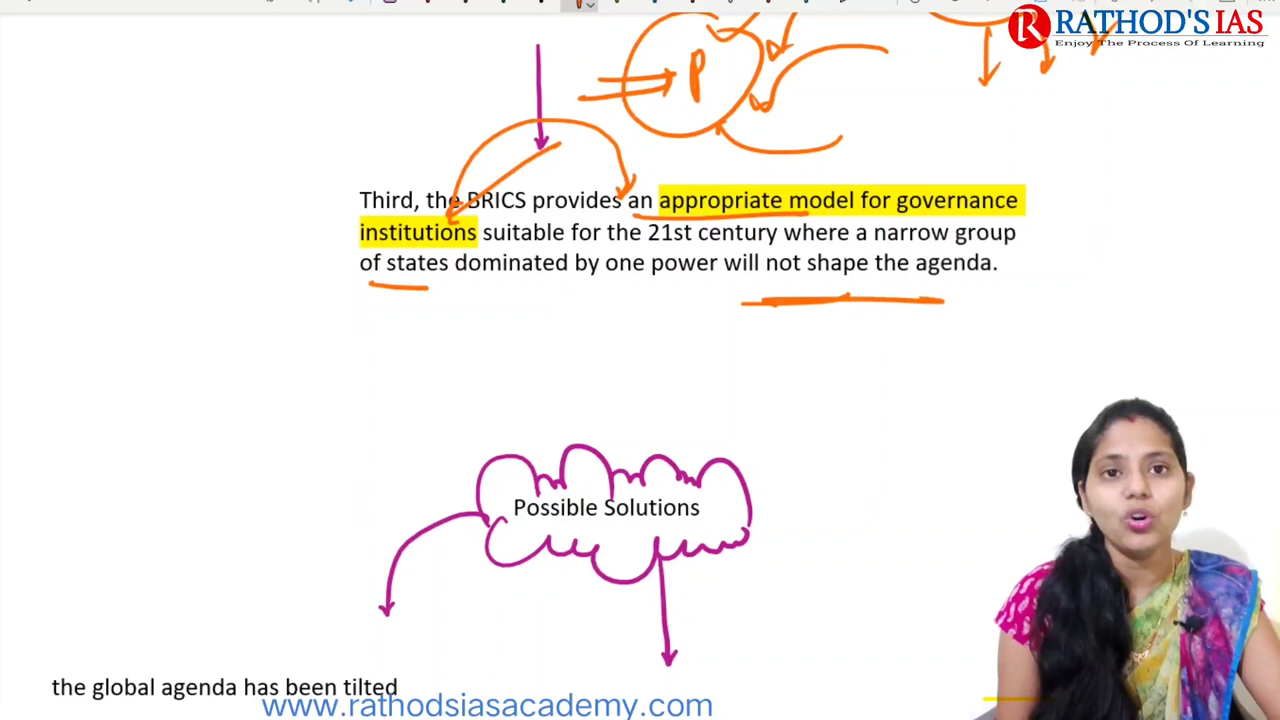 RATHOD'S IAS
Enjoy The Process Of Learning
P
Third, the BRICS provides an appropriate model for governance
institutions suitable for the 21st century where a narrow group
of states dominated by one power will not shape the agenda.
Possible Solutions
the global agenda has been tilted
www.rathodsiasacademy.com